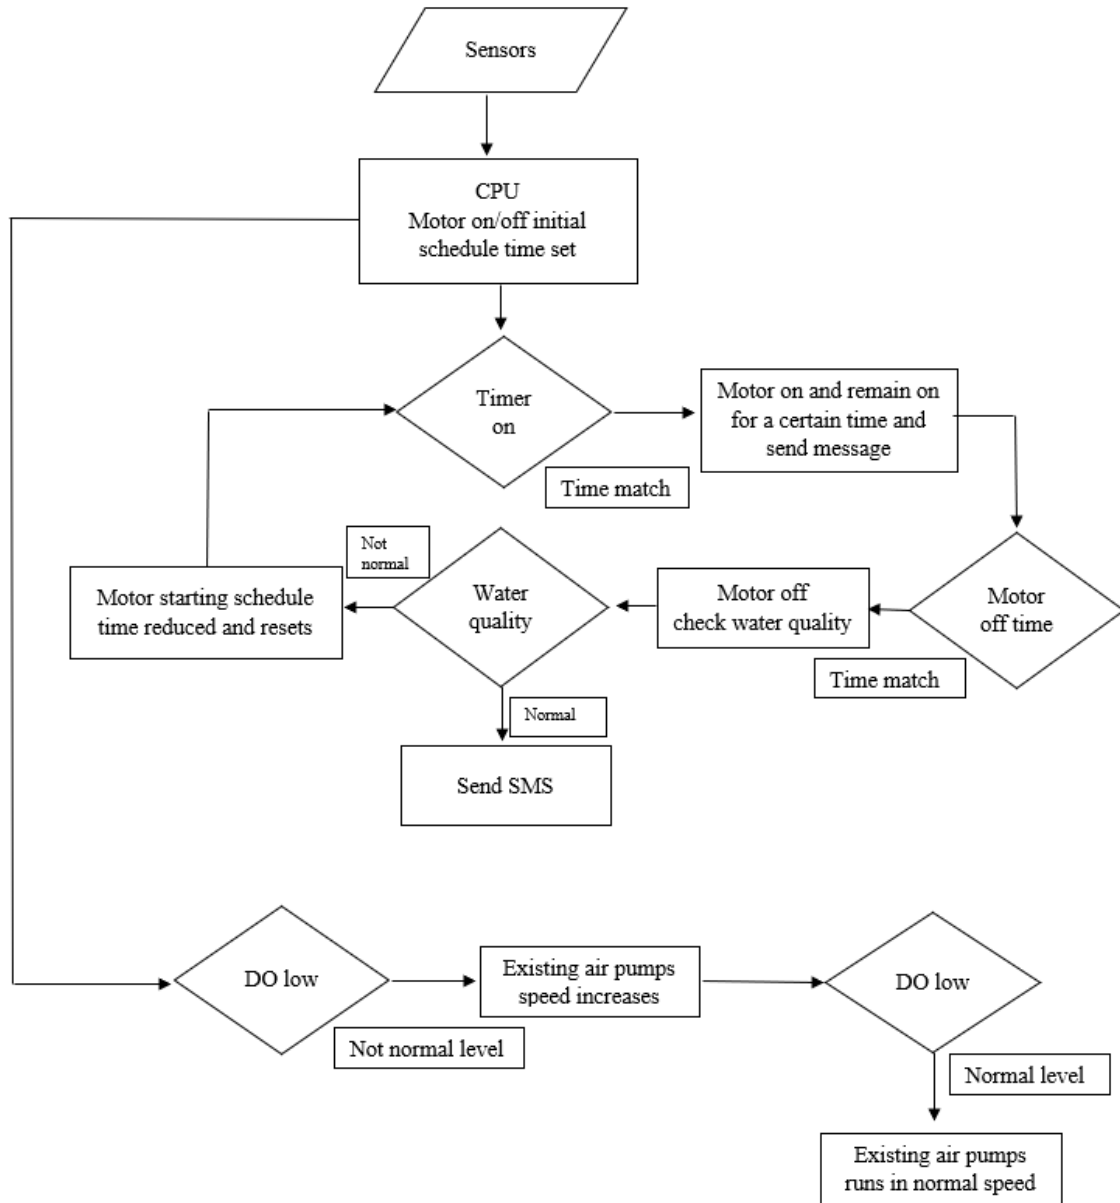 Sensors
CPU
Motor on/off initial
schedule time set
Timer
on
Motor on and remain on
for a certain time and
send message
Time match
Not
normal
Motor starting schedule
time reduced and resets
Water
quality
Motor off
check water quality
Motor
off time
Time match
Normal
Send SMS
DO low
Existing air pumps
speed increases
DO low
Not normal level
Normal level
Existing air pumps
runs in normal speed